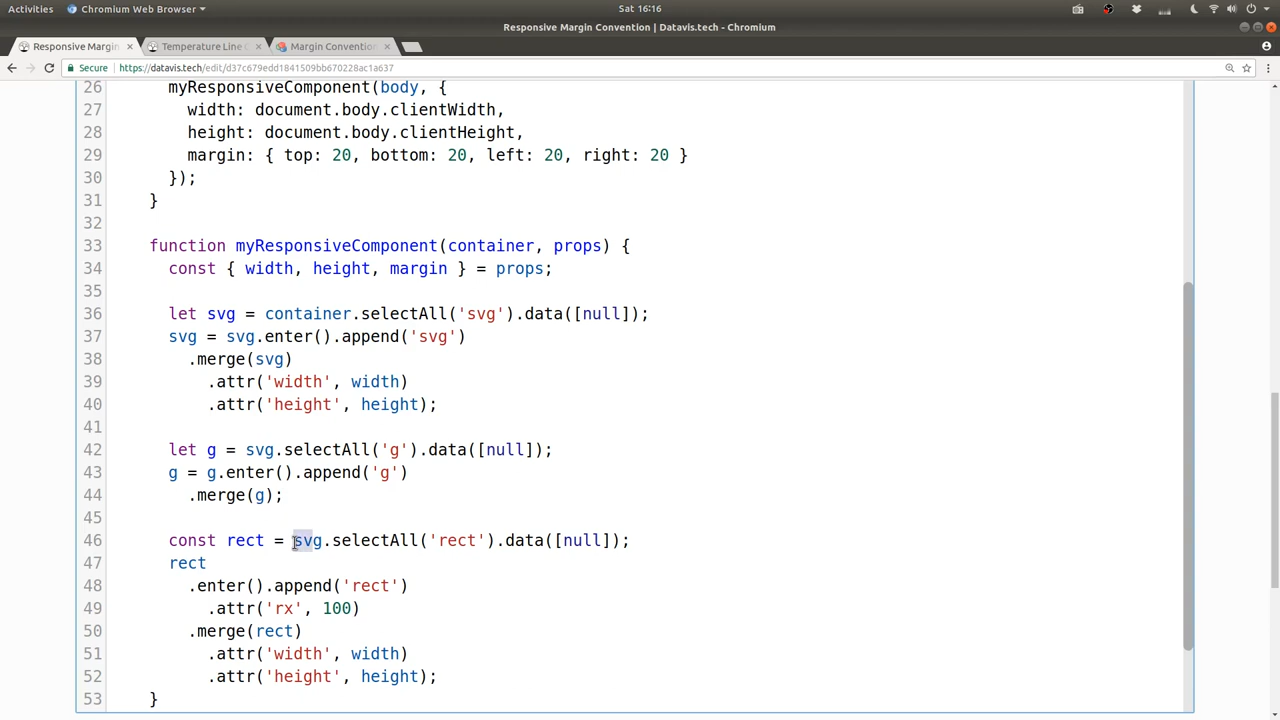 Activities Chromium Web Browser Sat 16:16
Responsive Margin Convention | Datavis.tech - Chromium
Responsive Margin × Temperature Line × Margin Convention ×
Secure https://datavis.tech/edit/d37c679edd1841509bb670228ac1a637
26 myResponsiveComponent(body, {
27 width: document.body.clientWidth,
28 height: document.body.clientHeight,
29 margin: { top: 20, bottom: 20, left: 20, right: 20 }
30 });
31 }
32
33 function myResponsiveComponent(container, props) {
34 const { width, height, margin } = props;
35
36 let svg = container.selectAll('svg').data([null]);
37 svg = svg.enter().append('svg')
38 .merge(svg)
39 .attr('width', width)
40 .attr('height', height);
41
42 let g = svg.selectAll('g').data([null]);
43 g = g.enter().append('g')
44 .merge(g);
45
46 const rect = svg.selectAll('rect').data([null]);
47 rect
48 .enter().append('rect')
49 .attr('rx', 100)
50 .merge(rect)
51 .attr('width', width)
52 .attr('height', height);
53 }